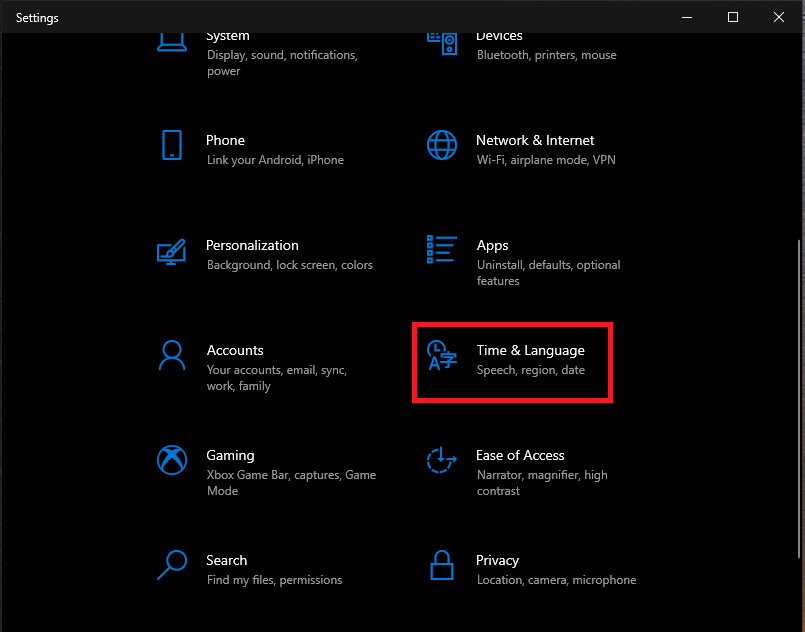 Settings
System
Display, sound, notifications,
power
Devices
Bluetooth, printers, mouse
Phone
Link your Android, iPhone
Network & Internet
Wi-Fi, airplane mode, VPN
Personalization
Background, lock screen, colors
Apps
Uninstall, defaults, optional
features
Accounts
Your accounts, email, sync,
work, family
Time & Language
Speech, region, date
Gaming
Xbox Game Bar, captures, Game
Mode
Ease of Access
Narrator, magnifier, high
contrast
Search
Find my files, permissions
Privacy
Location, camera, microphone